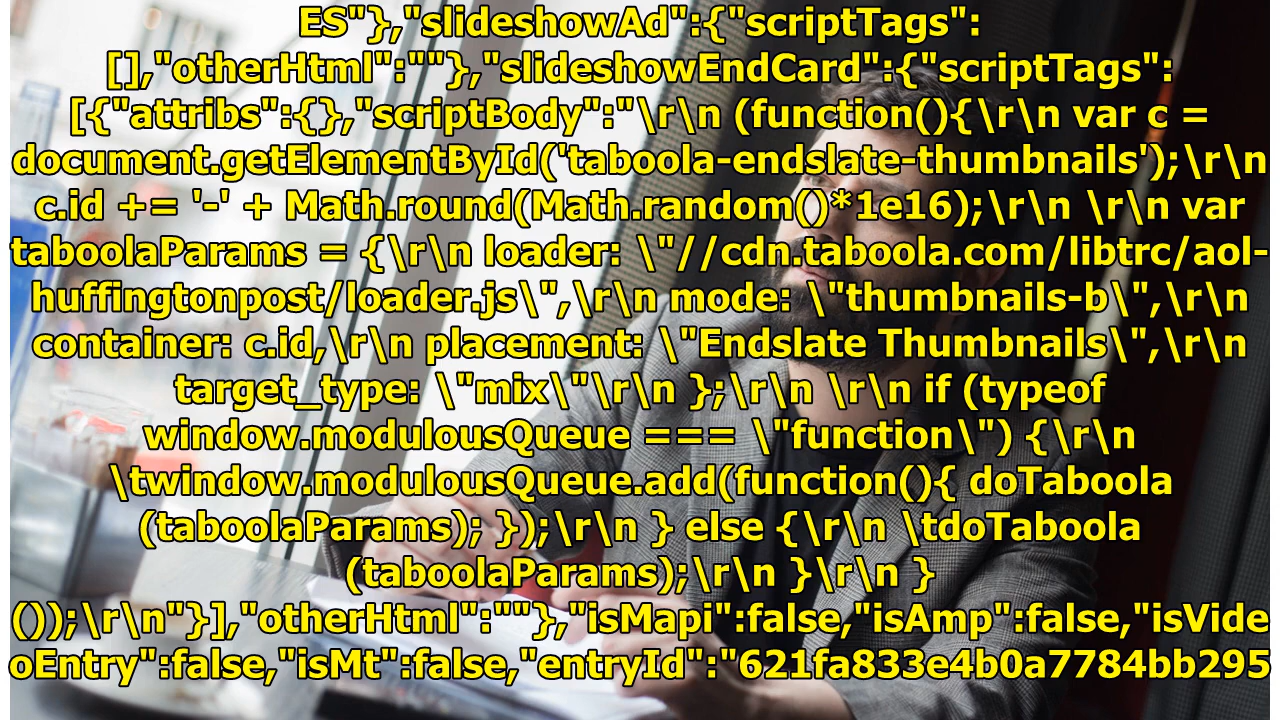 ES"},"slideshowAd":{"scriptTags":
[],"otherHtml":""},"slideshowEndCard":{"scriptTags":
[{"attribs":{},"scriptBody":"\r\n (function(){\r\n var c =
document.getElementById('taboola-endslate-thumbnails');\r\n
c.id += '-' + Math.round(Math.random()*1e16);\r\n \r\n var
taboolaParams = {\r\n loader: \"//cdn.taboola.com/libtrc/aol-
huffingtonpost/loader.js\",\r\n mode: \"thumbnails-b\",\r\n
container: c.id,\r\n placement: \"Endslate Thumbnails\",\r\n
target_type: \"mix\"\r\n };\r\n \r\n if (typeof
window.modulousQueue === \"function\") {\r\n
\twindow.modulousQueue.add(function(){ doTaboola
(taboolaParams); });\r\n } else {\r\n \tdoTaboola
(taboolaParams);\r\n }\r\n }
());\r\n"}],"otherHtml":""},"isMapi":false,"isAmp":false,"isVide
oEntry":false,"isMt":false,"entryId":"621fa833e4b0a7784bb295